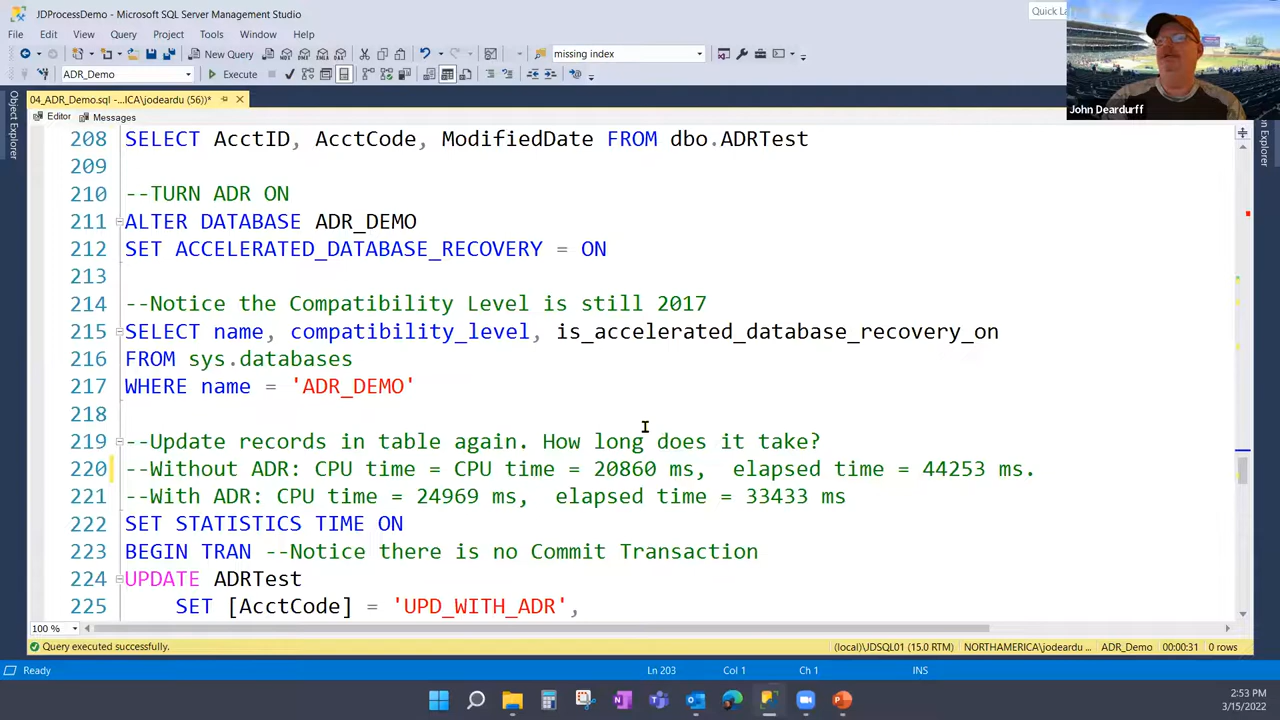 JDProcessDemo - Microsoft SQL Server Management Studio
Quick La
File Edit View Query Project Tools Window Help
New Query
missing index
ADR_Demo
Execute
04_ADR_Demo.sql -...ICA\jodeardu (56))*
Editor Messages
Object Explorer
John Deardurff
Explorer
208 SELECT AcctID, AcctCode, ModifiedDate FROM dbo.ADRTest
209
210 --TURN ADR ON
211 ALTER DATABASE ADR_DEMO
212 SET ACCELERATED_DATABASE_RECOVERY = ON
213
214 --Notice the Compatibility Level is still 2017
215 SELECT name, compatibility_level, is_accelerated_database_recovery_on
216 FROM sys.databases
217 WHERE name = 'ADR_DEMO'
218
219 --Update records in table again. How long does it take?
220 --Without ADR: CPU time = CPU time = 20860 ms,  elapsed time = 44253 ms.
221 --With ADR: CPU time = 24969 ms,  elapsed time = 33433 ms
222 SET STATISTICS TIME ON
223 BEGIN TRAN --Notice there is no Commit Transaction
224 UPDATE ADRTest
225     SET [AcctCode] = 'UPD_WITH_ADR',
100 %
Query executed successfully.
(local)\JDSQL01 (15.0 RTM)
NORTHAMERICA\jodeardu ...
ADR_Demo
00:00:31
0 rows
Ready
Ln 203
Col 1
Ch 1
INS
2:53 PM
3/15/2022